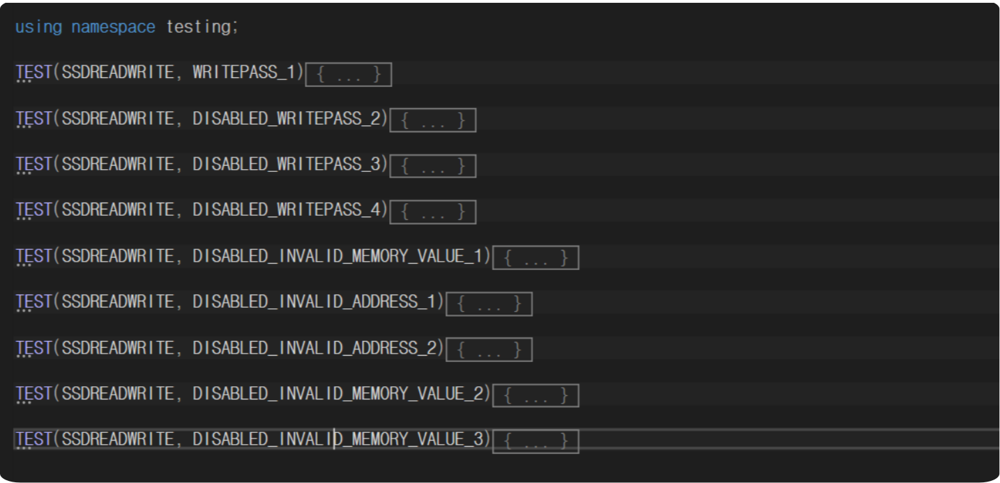 using namespace testing;
TEST(SSDREADWRITE, WRITEPASS_1){ ... }
TEST(SSDREADWRITE, DISABLED_WRITEPASS_2){ ... }
TEST(SSDREADWRITE, DISABLED_WRITEPASS_3){ ... }
TEST(SSDREADWRITE, DISABLED_WRITEPASS_4){ ... }
TEST(SSDREADWRITE, DISABLED_INVALID_MEMORY_VALUE_1){ ... }
TEST(SSDREADWRITE, DISABLED_INVALID_ADDRESS_1){ ... }
TEST(SSDREADWRITE, DISABLED_INVALID_ADDRESS_2){ ... }
TEST(SSDREADWRITE, DISABLED_INVALID_MEMORY_VALUE_2){ ... }
TEST(SSDREADWRITE, DISABLED_INVALID_MEMORY_VALUE_3){ ... }